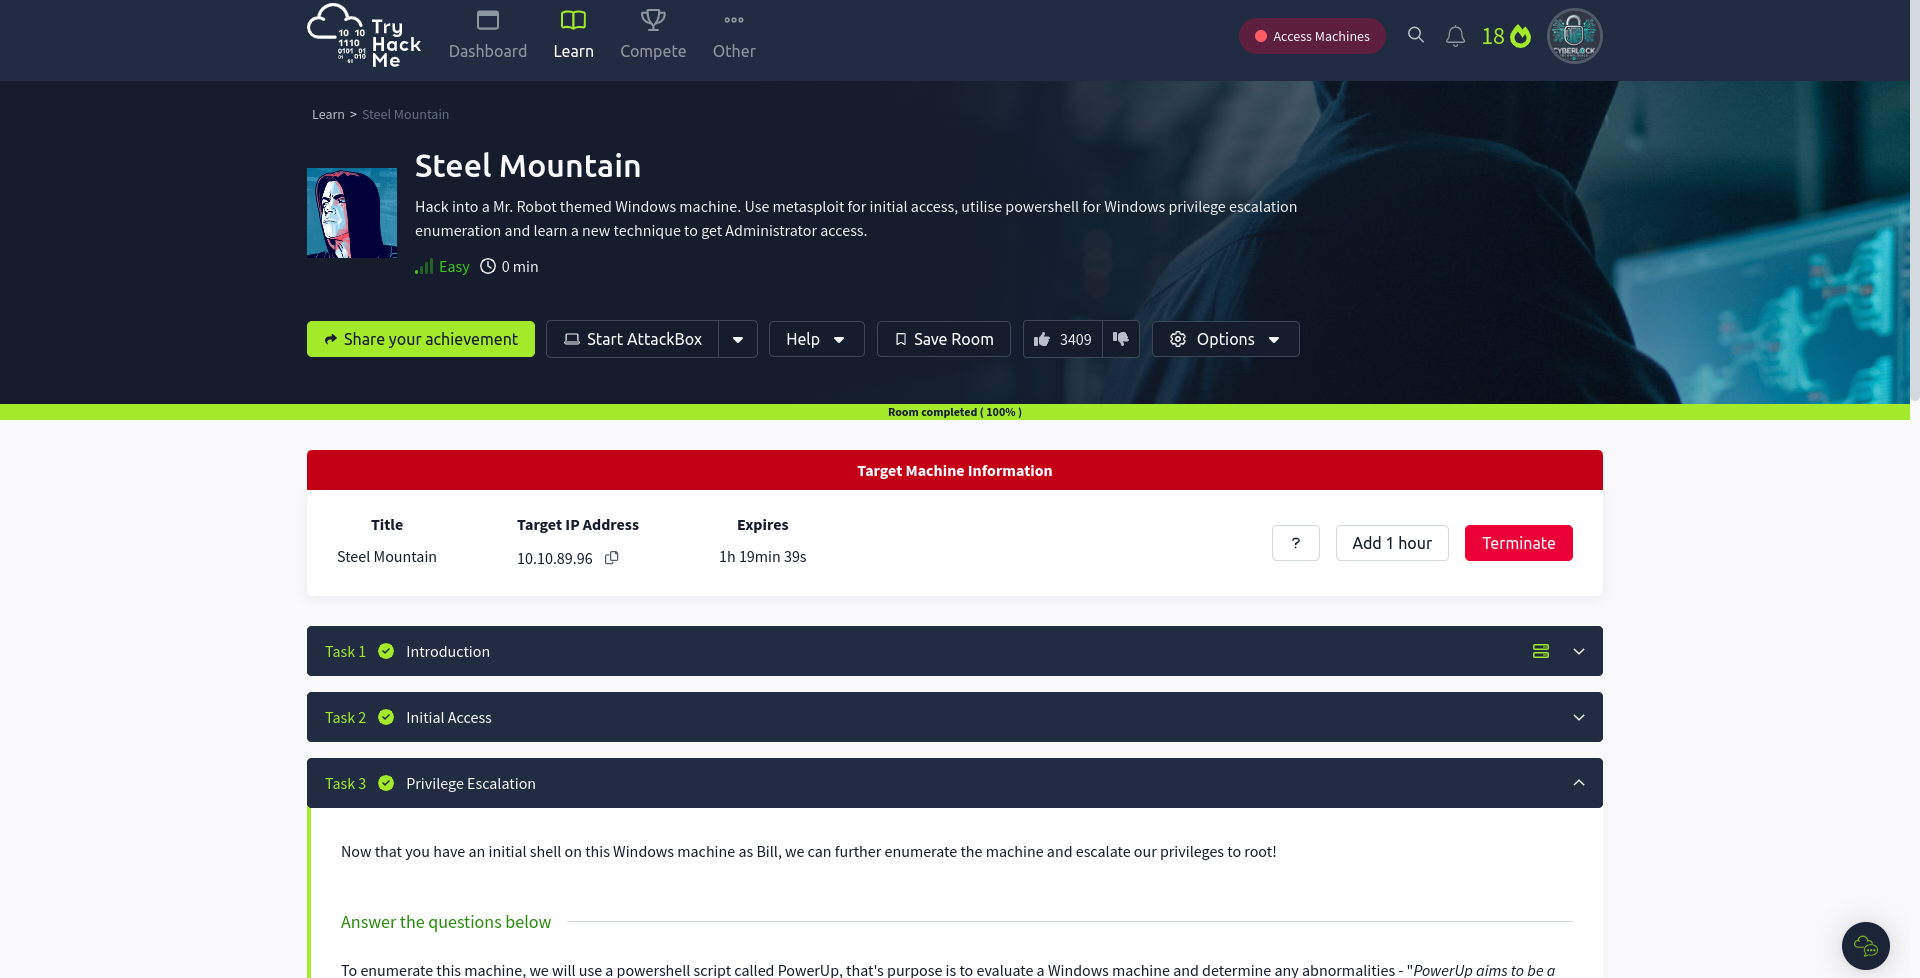 Try
Hack
Me
10 10
1110
0101 01
01
Dashboard
Learn
Compete
Other
Access Machines
18
CYBERLOCK
Learn > Steel Mountain
Steel Mountain
Hack into a Mr. Robot themed Windows machine. Use metasploit for initial access, utilise powershell for Windows privilege escalation
enumeration and learn a new technique to get Administrator access.
Easy 0 min
Share your achievement
Start AttackBox
Help
Save Room
3409
Options
Room completed ( 100% )
Target Machine Information
Title Target IP Address Expires
Steel Mountain 10.10.89.96 1h 19min 39s
? Add 1 hour Terminate
Task 1 Introduction
Task 2 Initial Access
Task 3 Privilege Escalation
Now that you have an initial shell on this Windows machine as Bill, we can further enumerate the machine and escalate our privileges to root!
Answer the questions below
To enumerate this machine, we will use a powershell script called PowerUp, that's purpose is to evaluate a Windows machine and determine any abnormalities - "PowerUp aims to be a